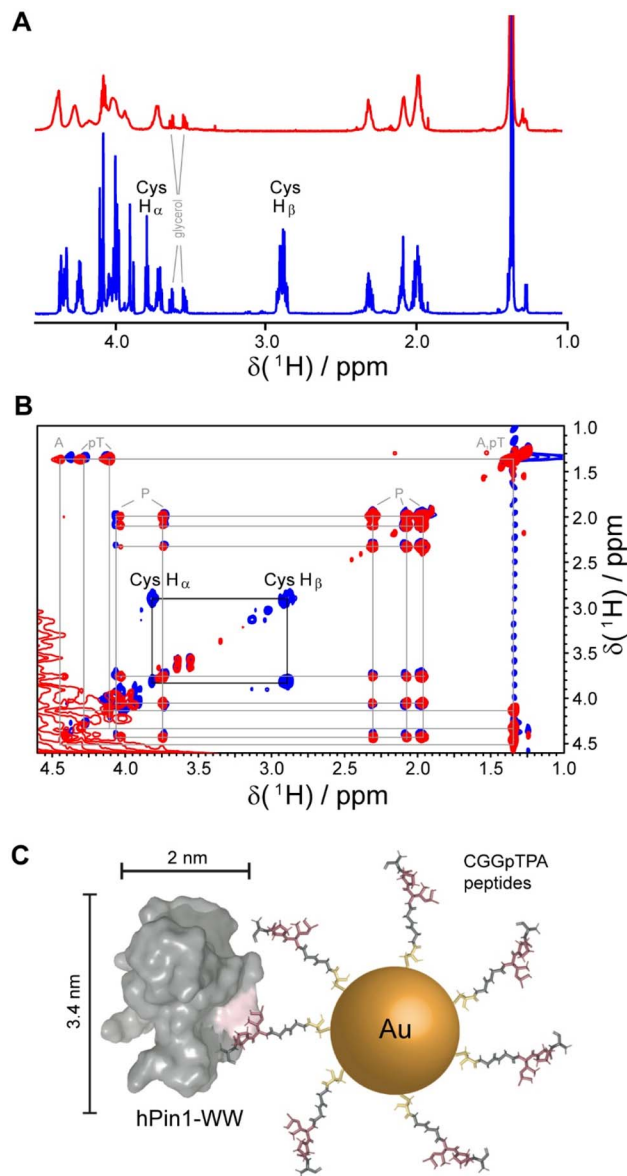 A
Cys
Hα
glycerol
Cys
Hβ
4.0 3.0 2.0 1.0
δ(¹H) / ppm
B
A pT P P A,pT
Cys Hα Cys Hβ
1.0
1.5
2.0
2.5
3.0
3.5
4.0
4.5
δ(¹H) / ppm
4.5 4.0 3.5 3.0 2.5 2.0 1.5 1.0
δ(¹H) / ppm
C
2 nm
CGGpTPA
peptides
3.4 nm
Au
hPin1-WW